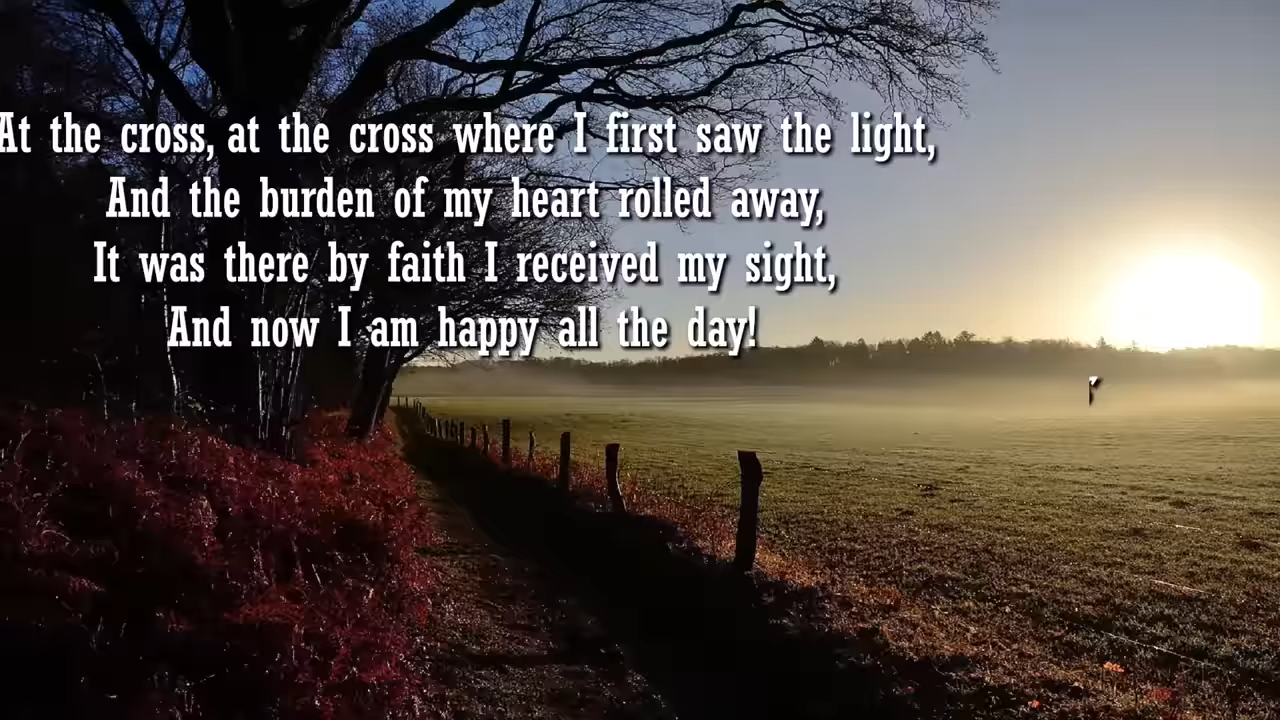 At the cross, at the cross where I first saw the light,
And the burden of my heart rolled away,
It was there by faith I received my sight,
And now I am happy all the day!